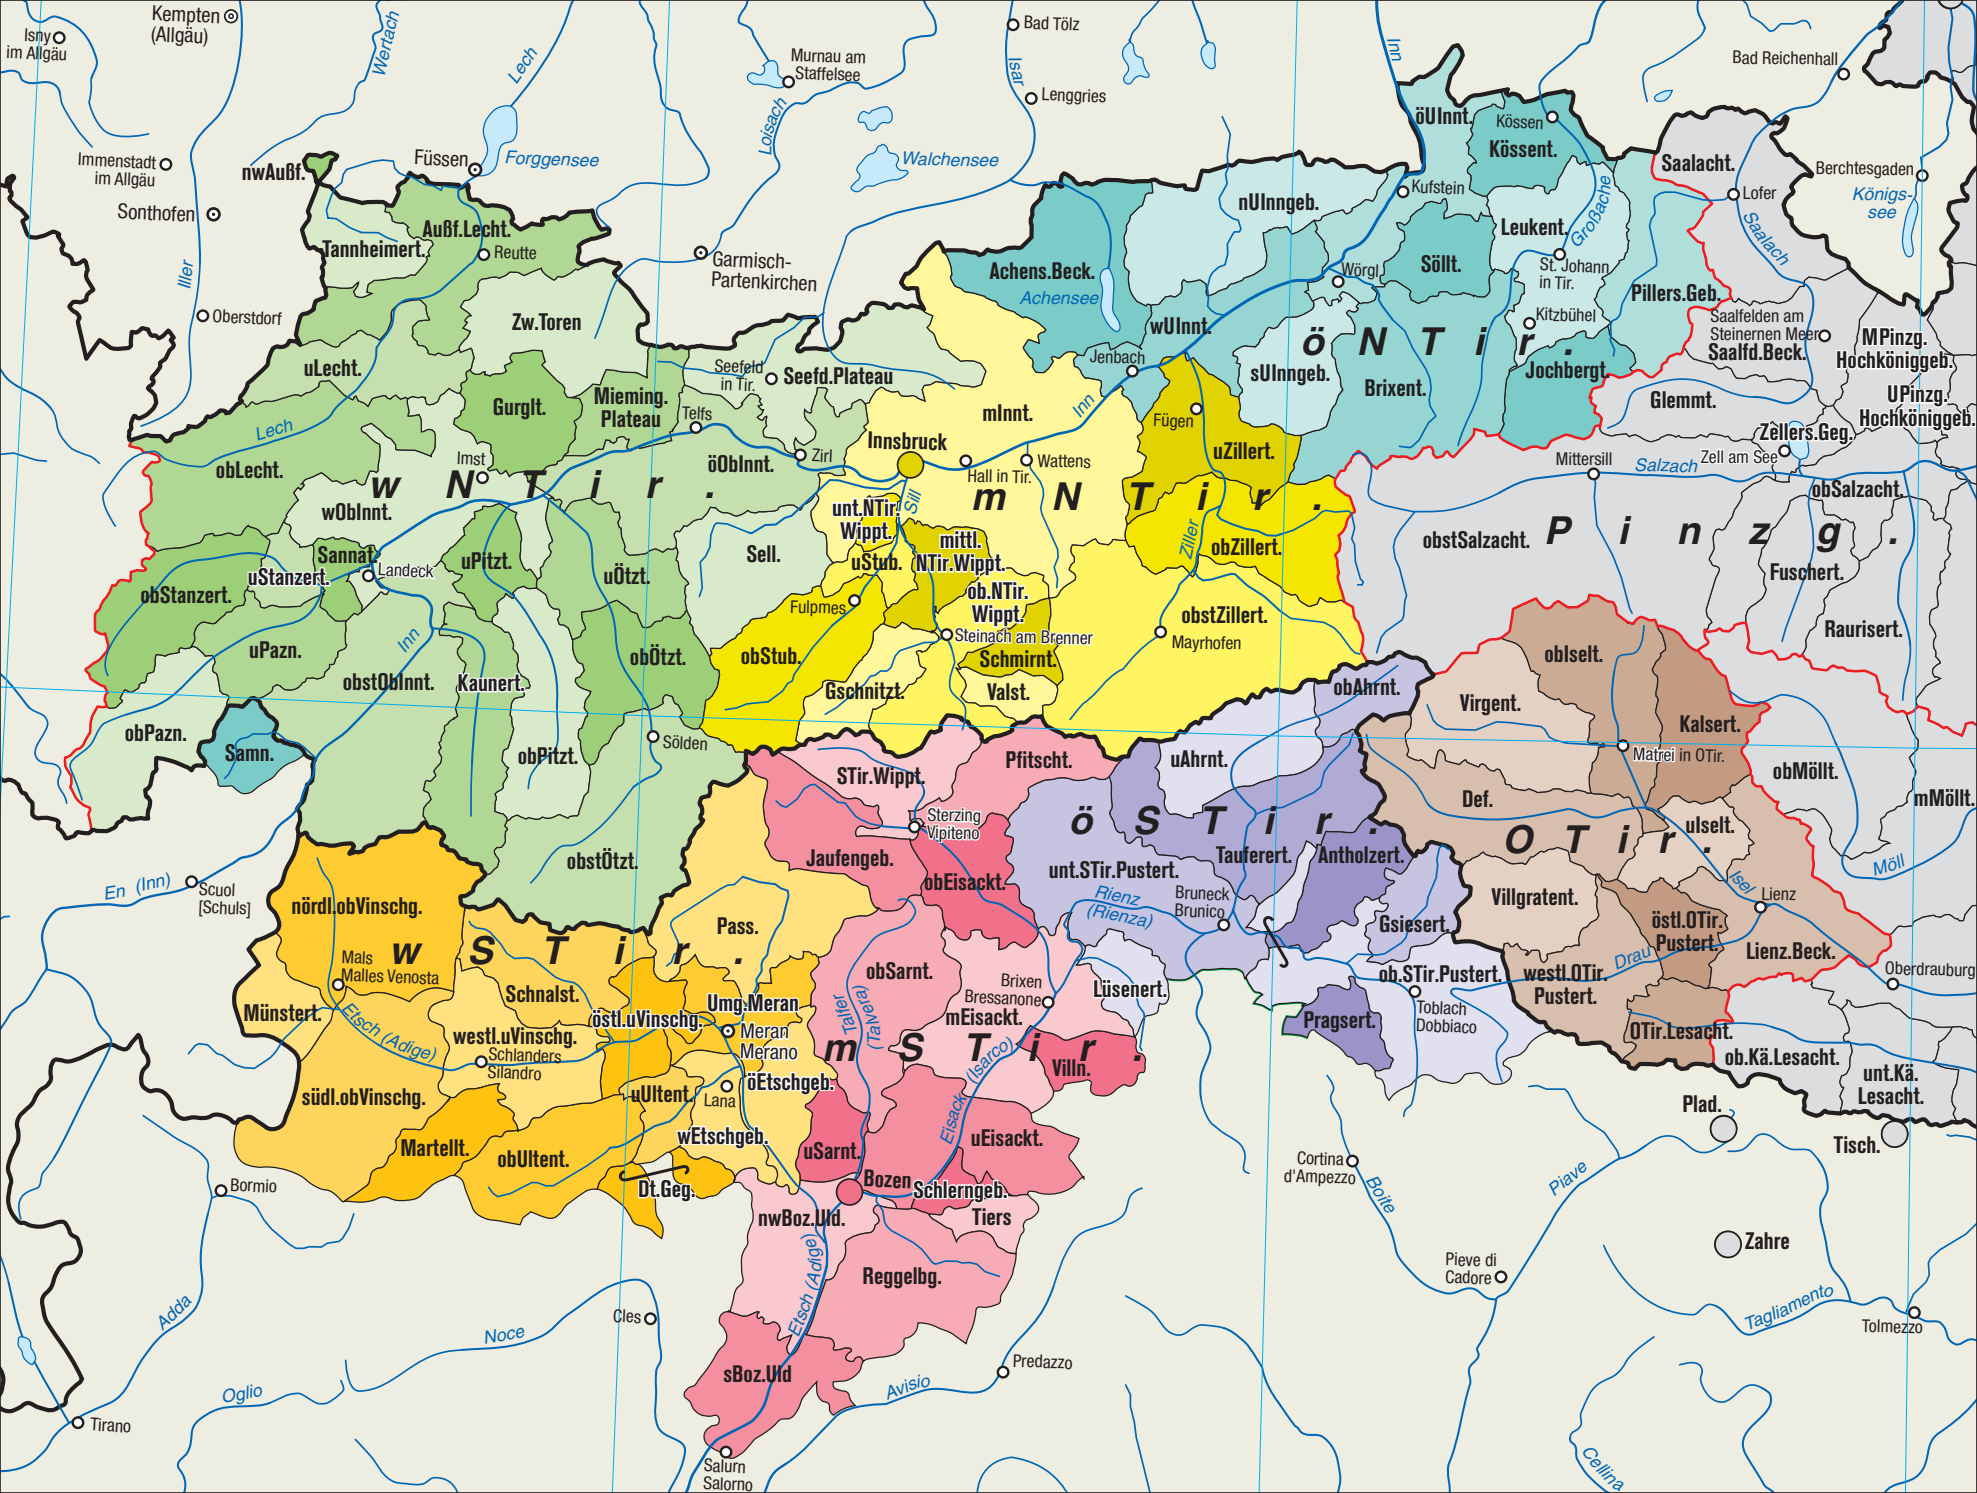 Kempten
(Allgäu)
Isny
im Allgäu
Wertach
Lech
Murnau am
Staffelsee
Bad Tölz
Isar
Lenggries
Loisach
Inn
Bad Reichenhall
Immenstadt
im Allgäu
nwAußf.
Füssen
Forggensee
Walchensee
öUInnt.
Kössen
Kössent.
Saalacht.
Berchtesgaden
Königs-
see
Sonthofen
Kufstein
Lofer
nUInngeb.
Leukent.
Großache
Saalach
Außf.Lecht.
Tannheimert.
Reutte
Iller
Garmisch-
Partenkirchen
Achens.Beck.
Achensee
Wörgl
Söllt.
St. Johann
in Tir.
Pillers.Geb.
Oberstdorf
Zw.Toren
wUInnt.
Kitzbühel
Saalfelden am
Steinernen Meer
Saalfd.Beck.
MPinzg.
Hochköniggeb.
ö N T i r .
uLecht.
Seefeld
in Tir.
Seefd.Plateau
Jenbach
sUInngeb.
Brixent.
Jochbergt.
UPinzg.
Hochköniggeb.
Gurglt.
Mieming.
Plateau
Telfs
mInnt.
Inn
Fügen
Glemmt.
Lech
Innsbruck
Zellers.Geg.
obLecht.
Imst
öObInnt.
Zirl
Hall in Tir.
Wattens
uZillert.
Mittersill
Salzach
Zell am See
w N T i r .
m N T i r .
obSalzacht.
wObInnt.
unt.NTir.
Wippt.
Sill
obstSalzacht.
P i n z g .
Sannat.
uPitzt.
Sell.
mittl.
NTir.Wippt.
Ziller
obZillert.
uStanzert.
Landeck
uÖtzt.
uStub.
Fuschert.
obStanzert.
Fulpmes
ob.NTir.
Wippt.
obstZillert.
Raurisert.
uPazn.
Inn
Steinach am Brenner
Mayrhofen
obstObInnt.
Kaunert.
obÖtzt.
obStub.
Schmirnt.
obIselt.
Gschnitzt.
Valst.
obAhrnt.
Virgent.
Kalsert.
obPazn.
Samn.
obPitzt.
Sölden
Matrei in OTir.
STir.Wippt.
Pfitscht.
uAhrnt.
obMöllt.
Def.
mMöllt.
Sterzing
Vipiteno
ö S T i r .
O T i r .
uIselt.
obstÖtzt.
Jaufengeb.
Tauferert.
Antholzert.
unt.STir.Pustert.
Möll
En (Inn)
Scuol
[Schuls]
obEisackt.
Rienz
(Rienza)
Bruneck
Brunico
Villgratent.
Isel
Lienz
nördl.obVinschg.
Pass.
Gsiesert.
östl.OTir.
Pustert.
w S T i r .
Lienz.Beck.
Mals
Malles Venosta
obSarnt.
Drau
Oberdrauburg
Schnalst.
Brixen
Bressanone
Lüsenert.
ob.STir.Pustert.
westl.OTir.
Pustert.
Münstert.
Umg.Meran
Talfer
(Talvera)
mEisackt.
Toblach
Dobbiaco
Etsch (Adige)
westl.uVinschg.
östl.uVinschg.
Meran
Merano
Pragsert.
OTir.Lesacht.
Schlanders
Silandro
m S T i r .
(Isarco)
Villn.
ob.Kä.Lesacht.
südl.obVinschg.
uUltent.
Lana
öEtschgeb.
unt.Kä.
Lesacht.
Plad.
Martellt.
obUltent.
wEtschgeb.
uSarnt.
Eisack
uEisackt.
Tisch.
Cortina
d'Ampezzo
Boite
Piave
Bormio
Dt.Geg.
Bozen
Schlerngeb.
nwBoz.Uld.
Tiers
Zahre
Etsch (Adige)
Reggelbg.
Pieve di
Cadore
Adda
Cles
Noce
Tagliamento
Tolmezzo
sBoz.Uld
Predazzo
Oglio
Avisio
Tirano
Salurn
Salorno
Cellina